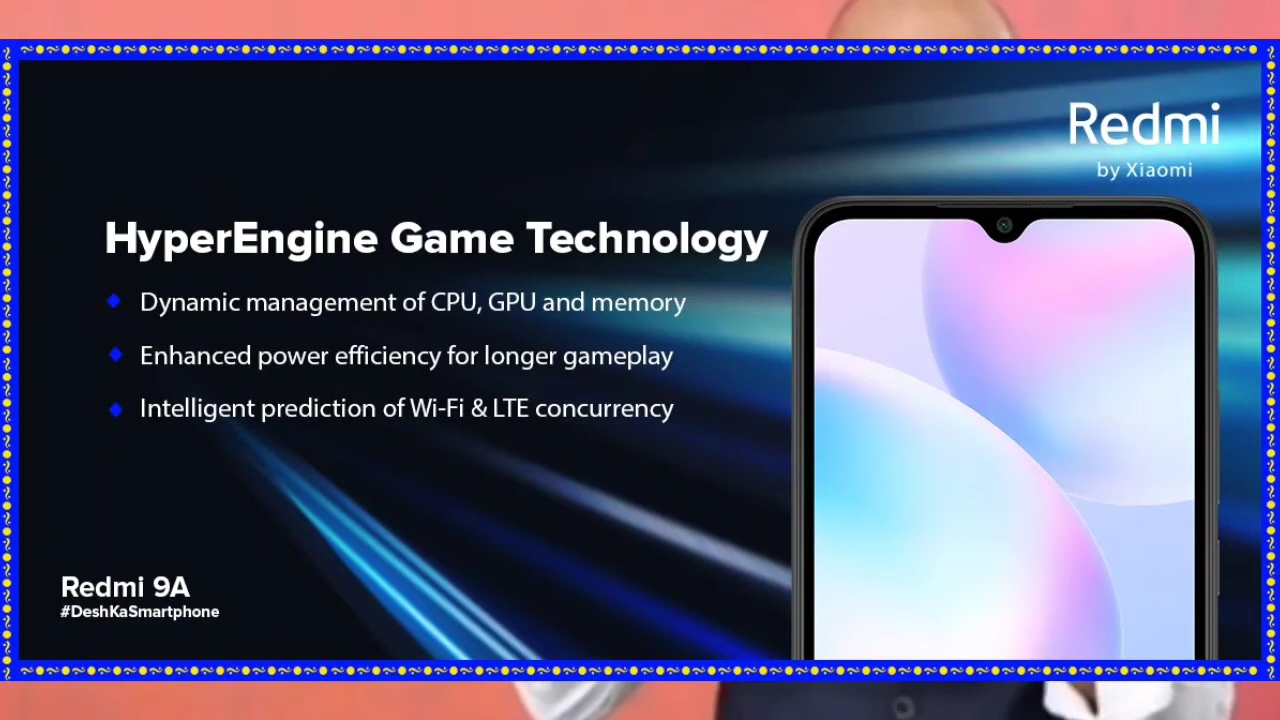 Redmi
by Xiaomi
HyperEngine Game Technology
Dynamic management of CPU, GPU and memory
Enhanced power efficiency for longer gameplay
Intelligent prediction of Wi-Fi & LTE concurrency
Redmi 9A
#DeshKaSmartphone